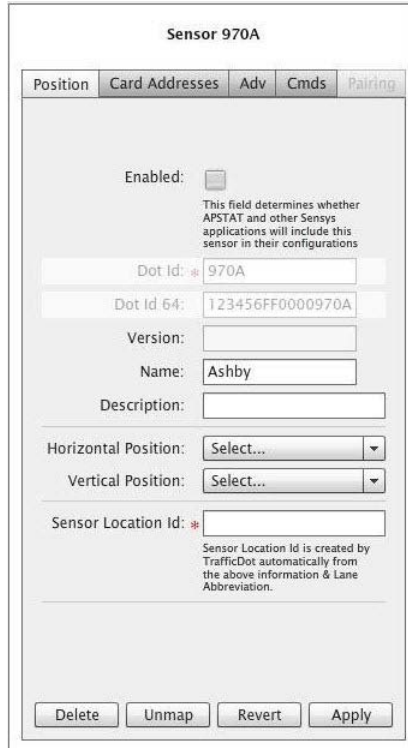 Sensor 970A
Position Card Addresses Adv Cmds Pairing
Enabled:
This field determines whether
APSTAT and other Sensys
applications will include this
sensor in their configurations
Dot Id: * 970A
Dot Id 64: 123456FF0000970A
Version:
Name: Ashby
Description:
Horizontal Position: Select...
Vertical Position: Select...
Sensor Location Id: *
Sensor Location Id is created by
TrafficDot automatically from
the above information & Lane
Abbreviation.
Delete Unmap Revert Apply